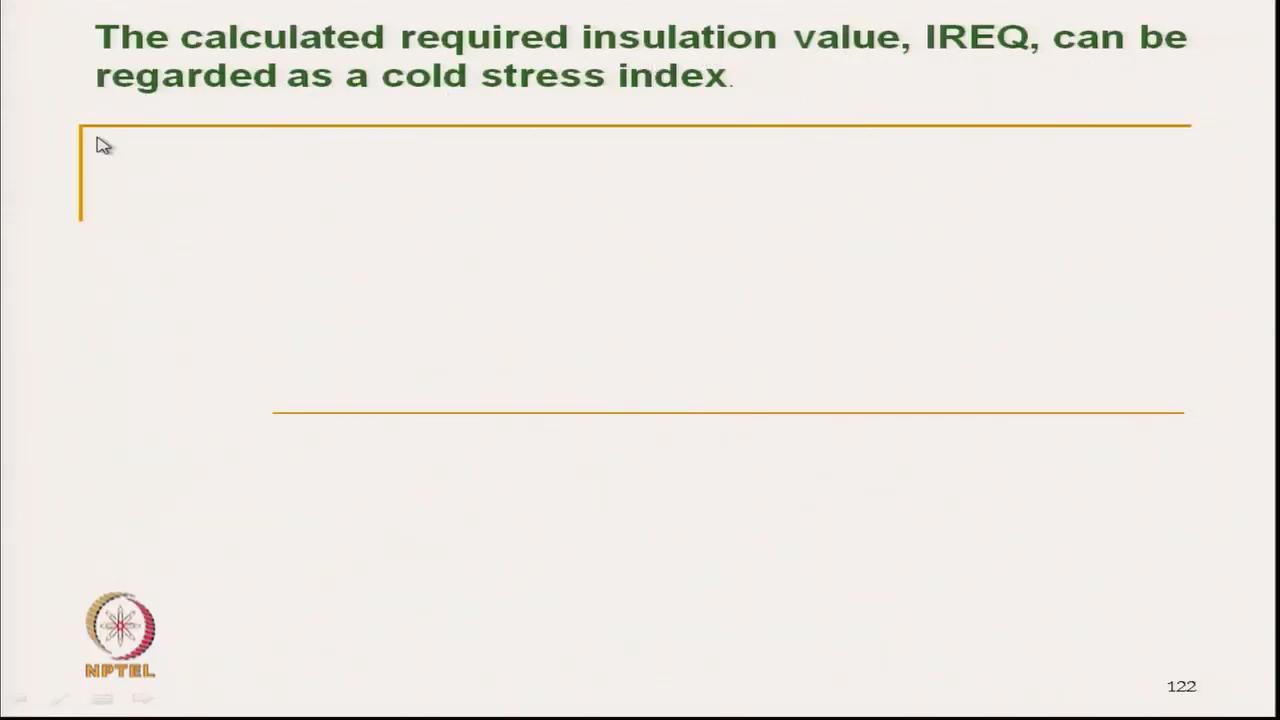 The calculated required insulation value, IREQ, can be
regarded as a cold stress index.
NPTEL
122